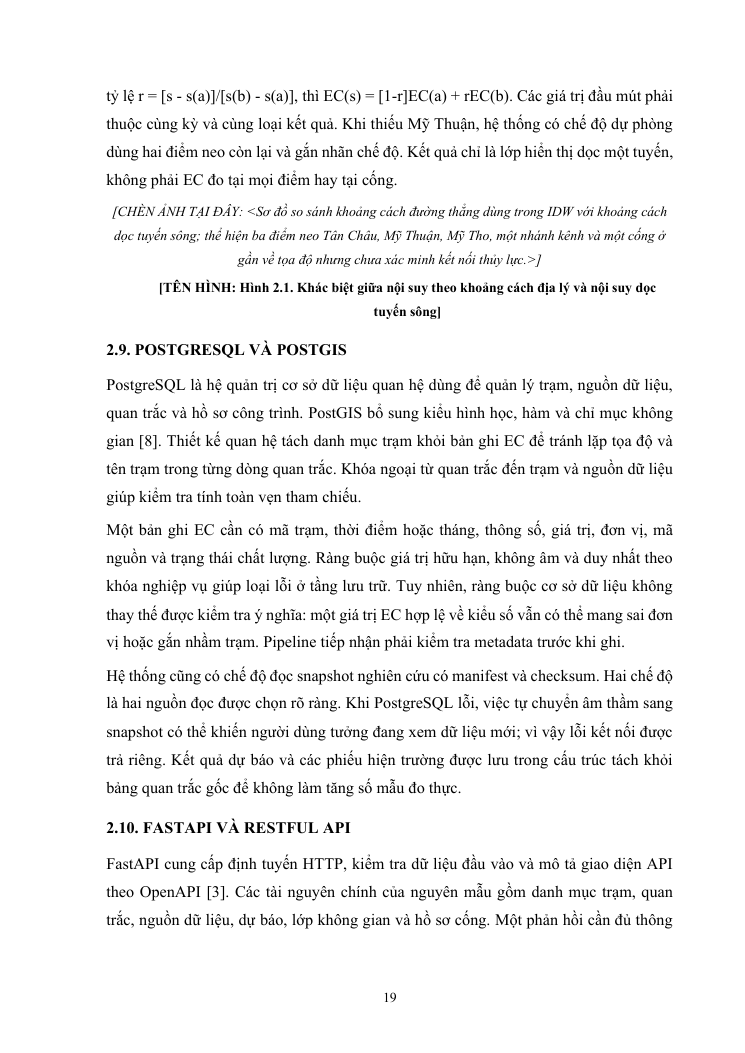 tỷ lệ r = [s - s(a)]/[s(b) - s(a)], thì EC(s) = [1-r]EC(a) + rEC(b). Các giá trị đầu mút phải
thuộc cùng kỳ và cùng loại kết quả. Khi thiếu Mỹ Thuận, hệ thống có chế độ dự phòng
dùng hai điểm neo còn lại và gắn nhãn chế độ. Kết quả chỉ là lớp hiển thị dọc một tuyến,
không phải EC đo tại mọi điểm hay tại cống.
[CHÈN ẢNH TẠI ĐÂY: <Sơ đồ so sánh khoảng cách đường thẳng dùng trong IDW với khoảng cách
dọc tuyến sông; thể hiện ba điểm neo Tân Châu, Mỹ Thuận, Mỹ Tho, một nhánh kênh và một cống ở
gần về tọa độ nhưng chưa xác minh kết nối thủy lực.>]
[TÊN HÌNH: Hình 2.1. Khác biệt giữa nội suy theo khoảng cách địa lý và nội suy dọc
tuyến sông]
2.9. POSTGRESQL VÀ POSTGIS
PostgreSQL là hệ quản trị cơ sở dữ liệu quan hệ dùng để quản lý trạm, nguồn dữ liệu,
quan trắc và hồ sơ công trình. PostGIS bổ sung kiểu hình học, hàm và chỉ mục không
gian [8]. Thiết kế quan hệ tách danh mục trạm khỏi bản ghi EC để tránh lặp tọa độ và
tên trạm trong từng dòng quan trắc. Khóa ngoại từ quan trắc đến trạm và nguồn dữ liệu
giúp kiểm tra tính toàn vẹn tham chiếu.
Một bản ghi EC cần có mã trạm, thời điểm hoặc tháng, thông số, giá trị, đơn vị, mã
nguồn và trạng thái chất lượng. Ràng buộc giá trị hữu hạn, không âm và duy nhất theo
khóa nghiệp vụ giúp loại lỗi ở tầng lưu trữ. Tuy nhiên, ràng buộc cơ sở dữ liệu không
thay thế được kiểm tra ý nghĩa: một giá trị EC hợp lệ về kiểu số vẫn có thể mang sai đơn
vị hoặc gắn nhầm trạm. Pipeline tiếp nhận phải kiểm tra metadata trước khi ghi.
Hệ thống cũng có chế độ đọc snapshot nghiên cứu có manifest và checksum. Hai chế độ
là hai nguồn đọc được chọn rõ ràng. Khi PostgreSQL lỗi, việc tự chuyển âm thầm sang
snapshot có thể khiến người dùng tưởng đang xem dữ liệu mới; vì vậy lỗi kết nối được
trả riêng. Kết quả dự báo và các phiếu hiện trường được lưu trong cấu trúc tách khỏi
bảng quan trắc gốc để không làm tăng số mẫu đo thực.
2.10. FASTAPI VÀ RESTFUL API
FastAPI cung cấp định tuyến HTTP, kiểm tra dữ liệu đầu vào và mô tả giao diện API
theo OpenAPI [3]. Các tài nguyên chính của nguyên mẫu gồm danh mục trạm, quan
trắc, nguồn dữ liệu, dự báo, lớp không gian và hồ sơ cống. Một phản hồi cần đủ thông
19